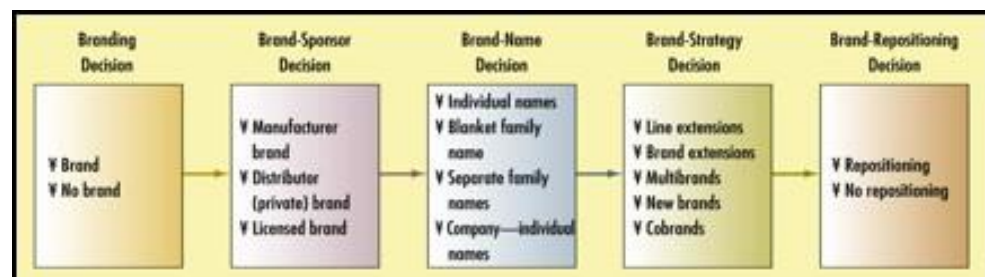 Branding
Decision
¥ Brand
¥ No brand
Brand-Sponsor
Decision
¥ Manufacturer
brand
¥ Distributor
(private) brand
¥ Licensed brand
Brand-Name
Decision
¥ Individual names
¥ Blanket family
name
¥ Separate family
names
¥ Company—individual
names
Brand-Strategy
Decision
¥ Line extensions
¥ Brand extensions
¥ Multibrands
¥ New brands
¥ Cobrands
Brand-Repositioning
Decision
¥ Repositioning
¥ No repositioning